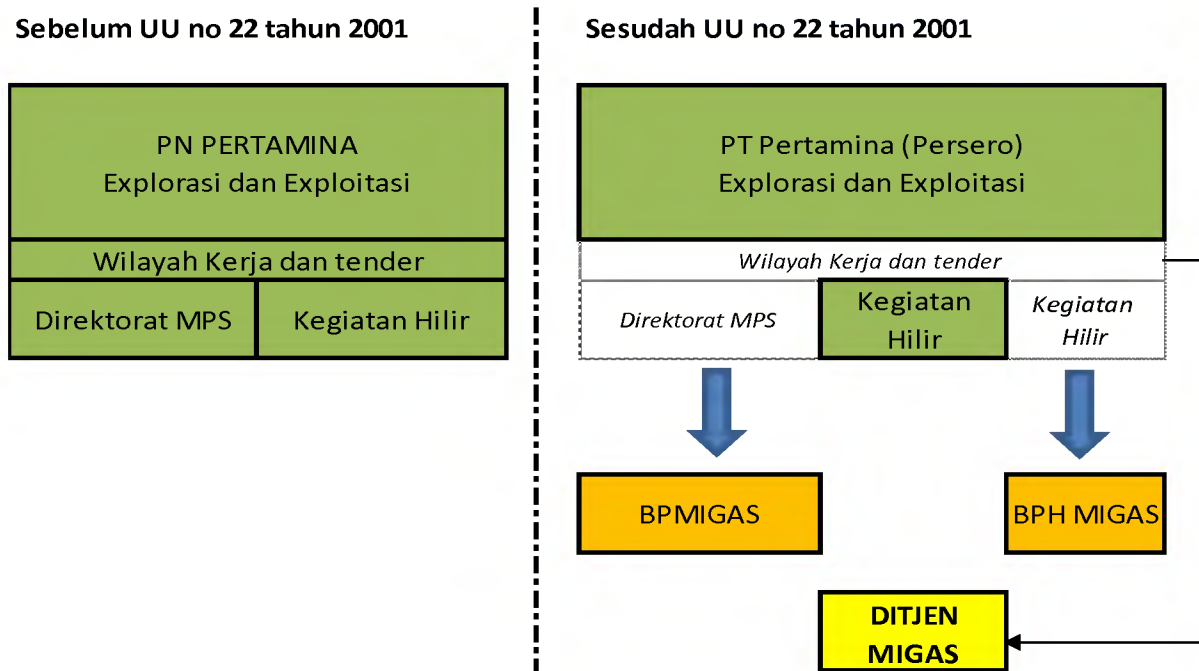 Sebelum UU no 22 tahun 2001
PN PERTAMINA
Explorasi dan Exploitasi
Wilayah Kerja dan tender
Direktorat MPS
Kegiatan Hilir
Sesudah UU no 22 tahun 2001
PT Pertamina (Persero)
Explorasi dan Exploitasi
Wilayah Kerja dan tender
Direktorat MPS
Kegiatan
Hilir
Kegiatan
Hilir
BPMIGAS
BPH MIGAS
DITJEN
MIGAS